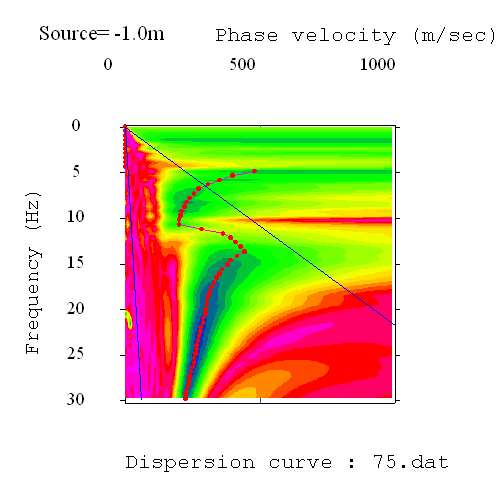 Source= -1.0m Phase velocity (m/sec)
0 500 1000
0
5
10
15
20
25
30
Frequency (Hz)
Dispersion curve : 75.dat